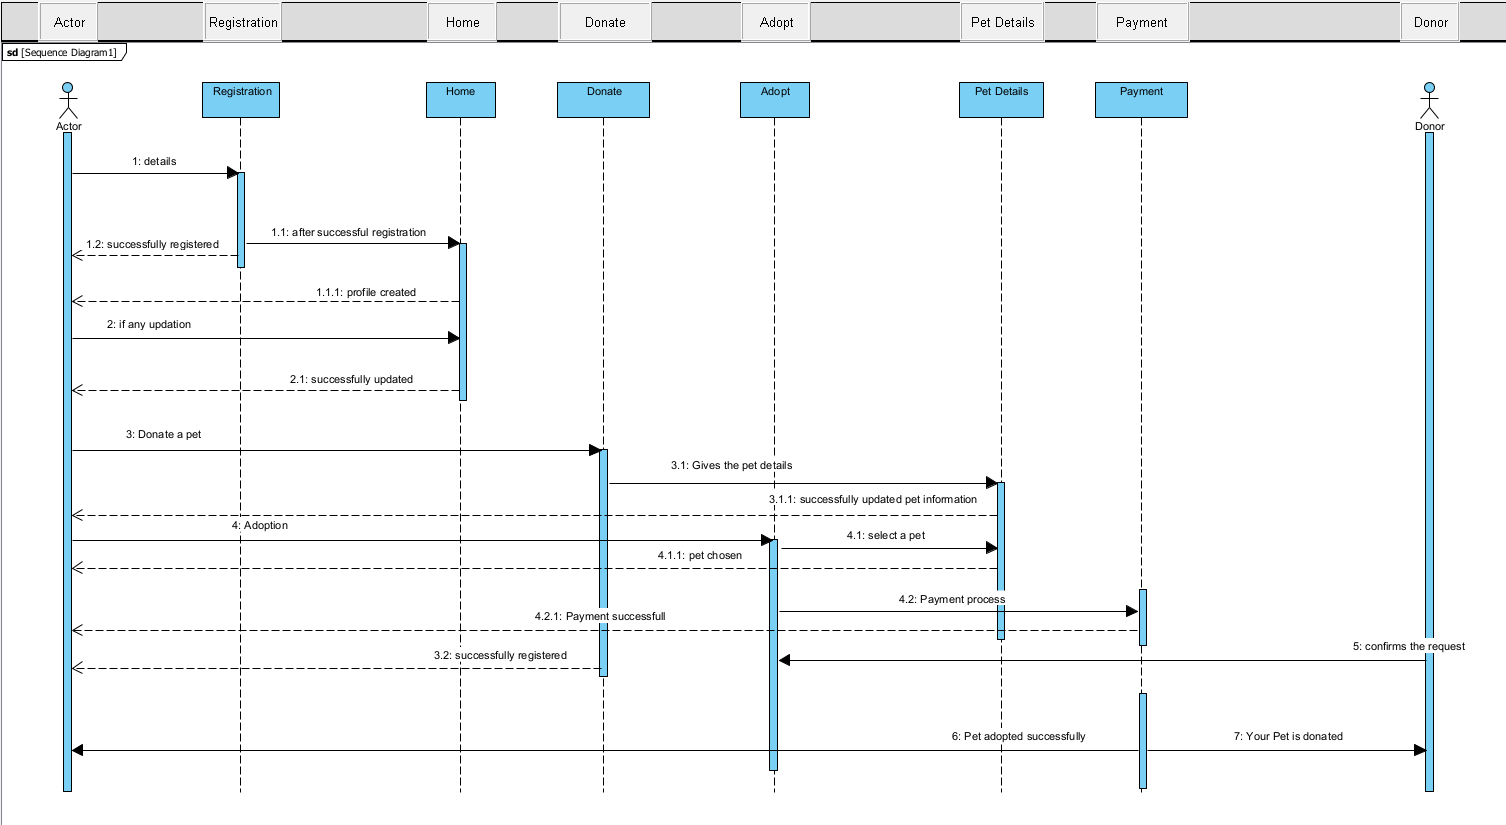 Actor
Registration
Home
Donate
Adopt
Pet Details
Payment
Donor
sd [Sequence Diagram1]
Registration
Home
Donate
Adopt
Pet Details
Payment
Actor
Donor
1: details
1.1: after successful registration
1.2: successfully registered
1.1.1: profile created
2: if any updation
2.1: successfully updated
3: Donate a pet
3.1: Gives the pet details
3.1.1: successfully updated pet information
4: Adoption
4.1: select a pet
4.1.1: pet chosen
4.2: Payment process
4.2.1: Payment successfull
5: confirms the request
3.2: successfully registered
6: Pet adopted successfully
7: Your Pet is donated